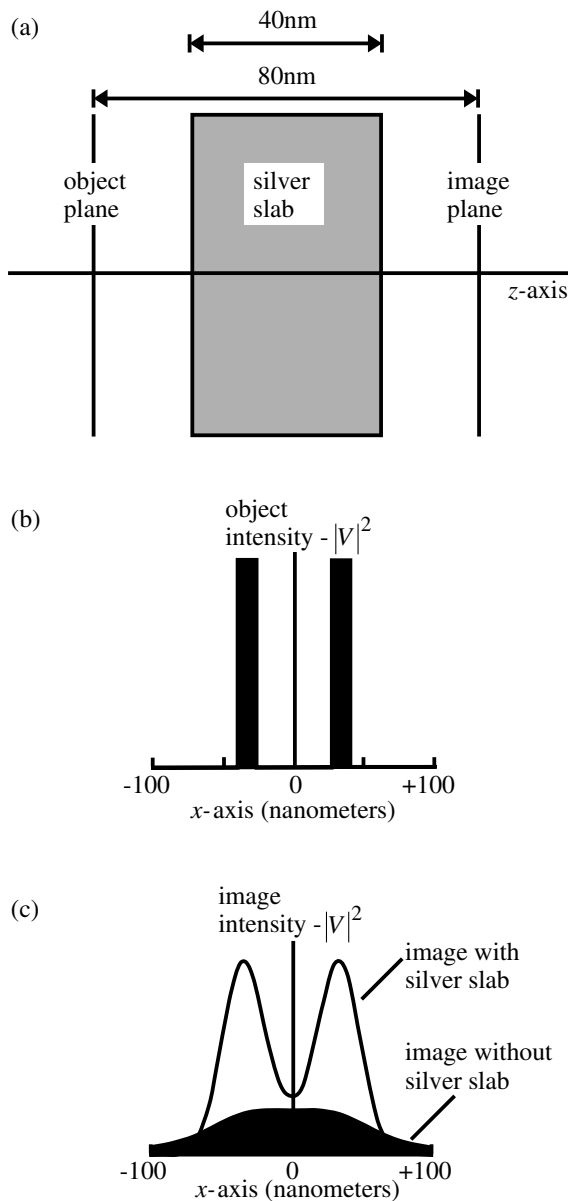 (a)
40nm
80nm
object
plane
silver
slab
image
plane
z-axis
(b)
object
intensity - |V|²
-100
0
+100
x-axis (nanometers)
(c)
image
intensity - |V|²
image with
silver slab
image without
silver slab
-100
0
+100
x-axis (nanometers)